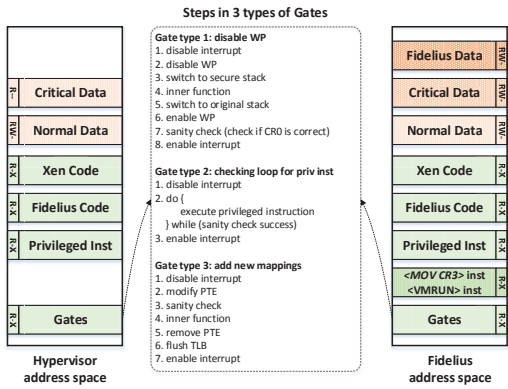 Steps in 3 types of Gates
R--
Critical Data
RW-
Normal Data
R-X
Xen Code
R-X
Fidelius Code
R-X
Privileged Inst
R-X
Gates
Hypervisor
address space
Gate type 1: disable WP
1. disable interrupt
2. disable WP
3. switch to secure stack
4. inner function
5. switch to original stack
6. enable WP
7. sanity check (check if CR0 is correct)
8. enable interrupt
Gate type 2: checking loop for priv inst
1. disable interrupt
2. do {
execute privileged instruction
} while (sanity check success)
3. enable interrupt
Gate type 3: add new mappings
1. disable interrupt
2. modify PTE
3. sanity check
4. inner function
5. remove PTE
6. flush TLB
7. enable interrupt
Fidelius Data
RW-
Critical Data
RW-
Normal Data
RW-
Xen Code
R-X
Fidelius Code
R-X
Privileged Inst
R-X
<MOV CR3> inst
<VMRUN> inst
R-X
Gates
R-X
Fidelius
address space